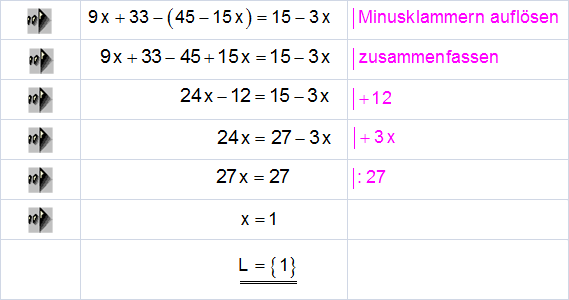 9x + 33 − (45 − 15x) = 15 − 3x |Minusklammern auflösen
9x + 33 − 45 + 15x = 15 − 3x |zusammenfassen
24x − 12 = 15 − 3x |+ 12
24x = 27 − 3x |+ 3x
27x = 27 |: 27
x = 1
L = {1}